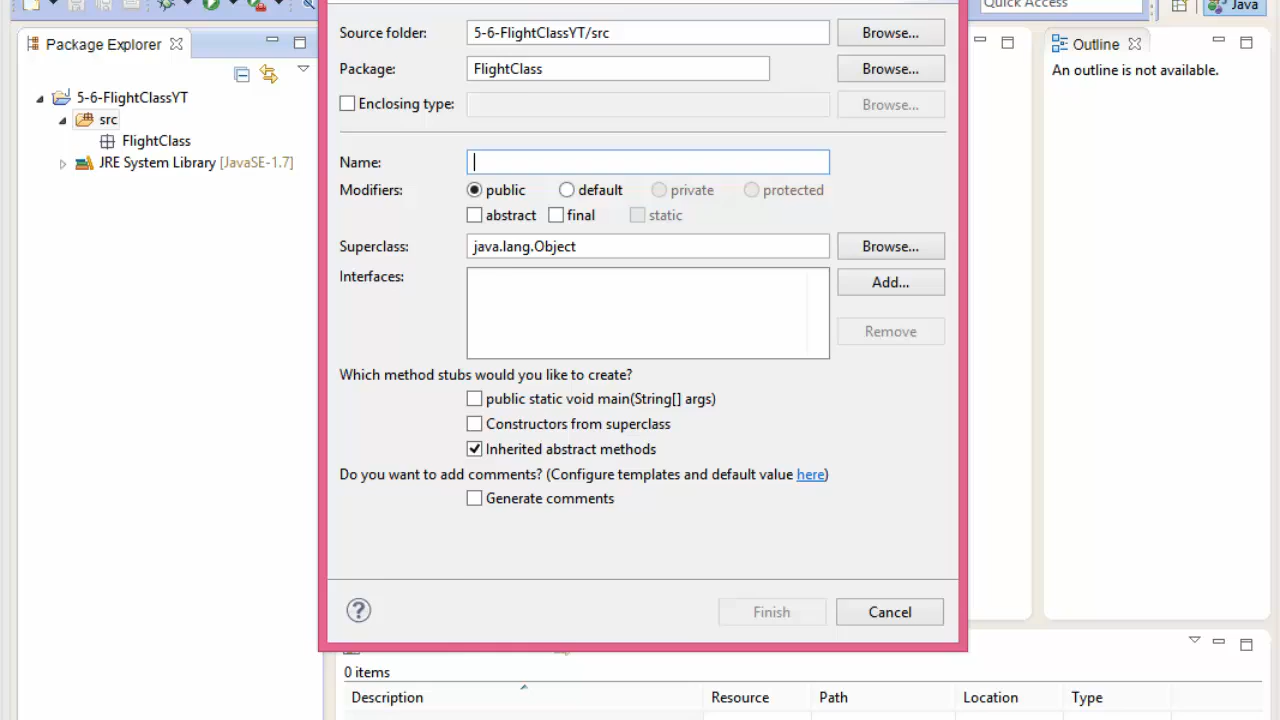 Quick Access
Java
Package Explorer
5-6-FlightClassYT
src
FlightClass
JRE System Library [JavaSE-1.7]
Source folder: 5-6-FlightClassYT/src Browse...
Package: FlightClass Browse...
Enclosing type: Browse...
Name:
Modifiers: public default private protected
abstract final static
Superclass: java.lang.Object Browse...
Interfaces: Add...
Remove
Which method stubs would you like to create?
public static void main(String[] args)
Constructors from superclass
Inherited abstract methods
Do you want to add comments? (Configure templates and default value here)
Generate comments
? Finish Cancel
Outline
An outline is not available.
0 items
Description Resource Path Location Type